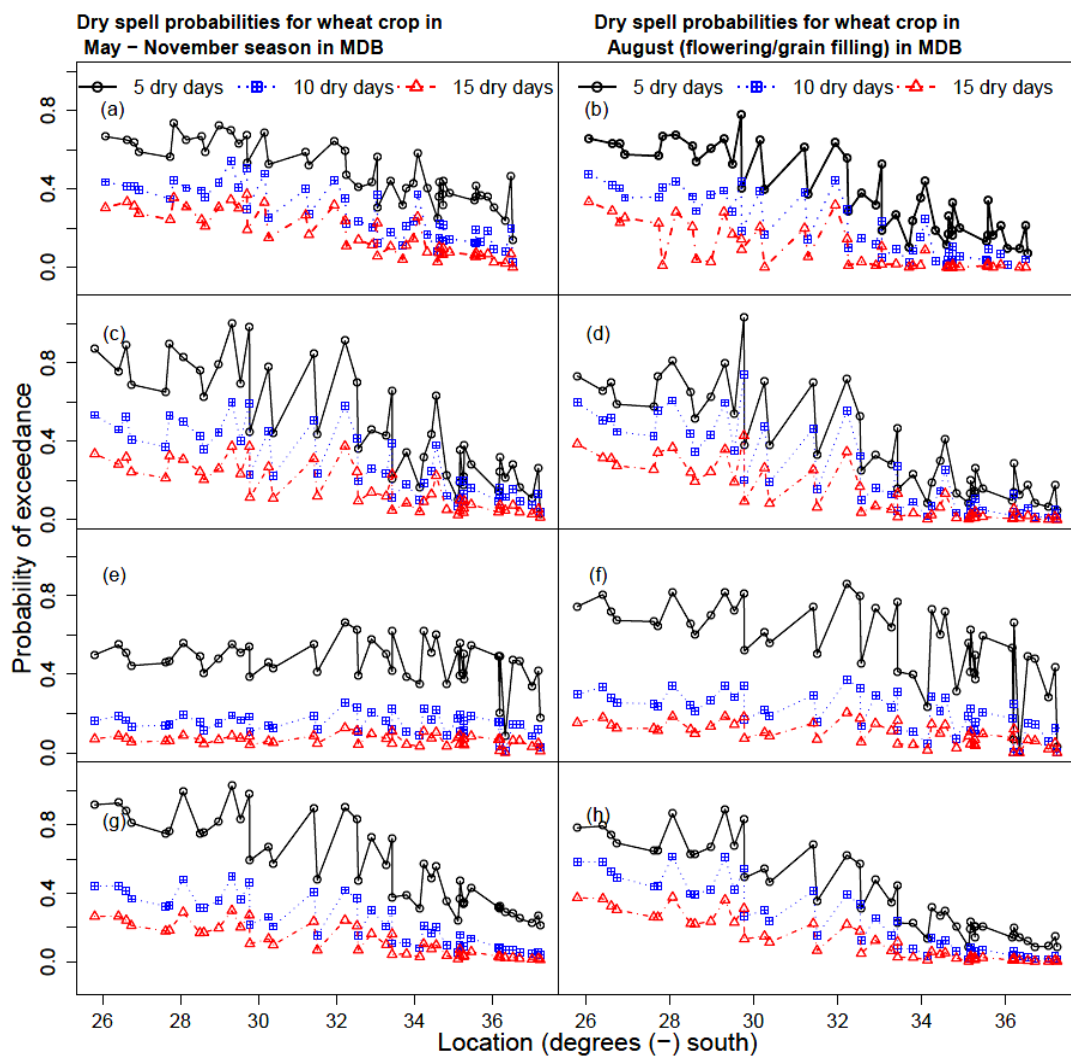 Dry spell probabilities for wheat crop in
May − November season in MDB
Dry spell probabilities for wheat crop in
August (flowering/grain filling) in MDB
5 dry days 10 dry days 15 dry days
5 dry days 10 dry days 15 dry days
(a)
(b)
0.8
0.4
0.0
(c)
(d)
0.8
0.4
0.0
Probability of exceedance
(e)
(f)
0.8
0.4
0.0
(g)
(h)
0.8
0.4
0.0
26 28 30 32 34 36
26 28 30 32 34 36
Location (degrees (−) south)